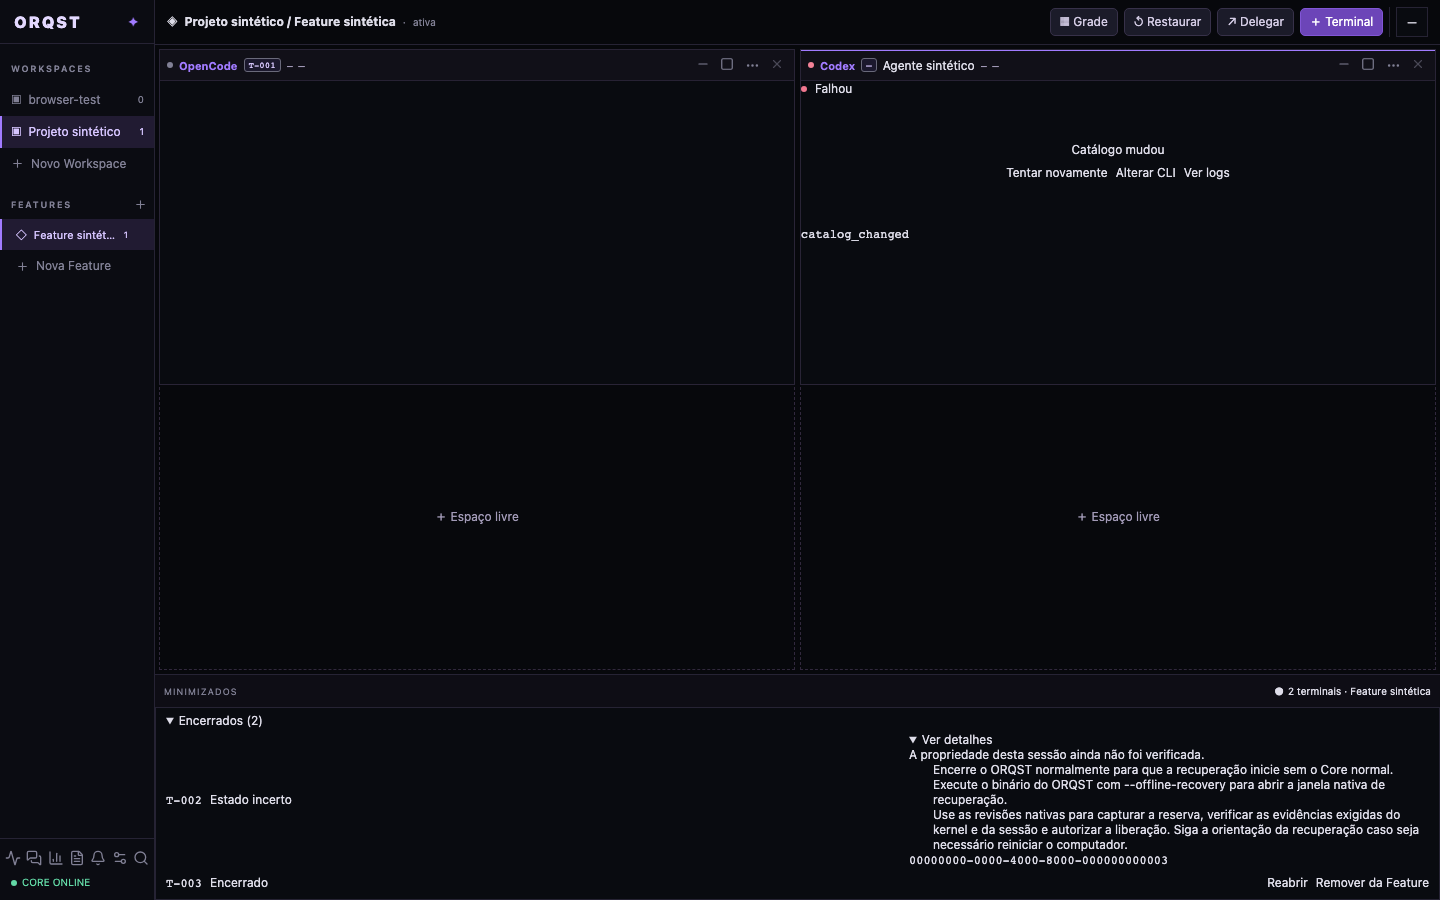 ORQST
WORKSPACES
browser-test 0
Projeto sintético 1
+ Novo Workspace
FEATURES +
Feature sintét... 1
+ Nova Feature
CORE ONLINE
Projeto sintético / Feature sintética · ativa
Grade
Restaurar
Delegar
+ Terminal
OpenCode T-001 – –
Codex – Agente sintético – –
Falhou
Catálogo mudou
Tentar novamente Alterar CLI Ver logs
catalog_changed
+ Espaço livre
+ Espaço livre
MINIMIZADOS
2 terminais · Feature sintética
Encerrados (2)
Ver detalhes
A propriedade desta sessão ainda não foi verificada.
Encerre o ORQST normalmente para que a recuperação inicie sem o Core normal.
Execute o binário do ORQST com --offline-recovery para abrir a janela nativa de
recuperação.
Use as revisões nativas para capturar a reserva, verificar as evidências exigidas do
kernel e da sessão e autorizar a liberação. Siga a orientação da recuperação caso seja
necessário reiniciar o computador.
00000000-0000-4000-8000-000000000003
T-002 Estado incerto
T-003 Encerrado
Reabrir Remover da Feature